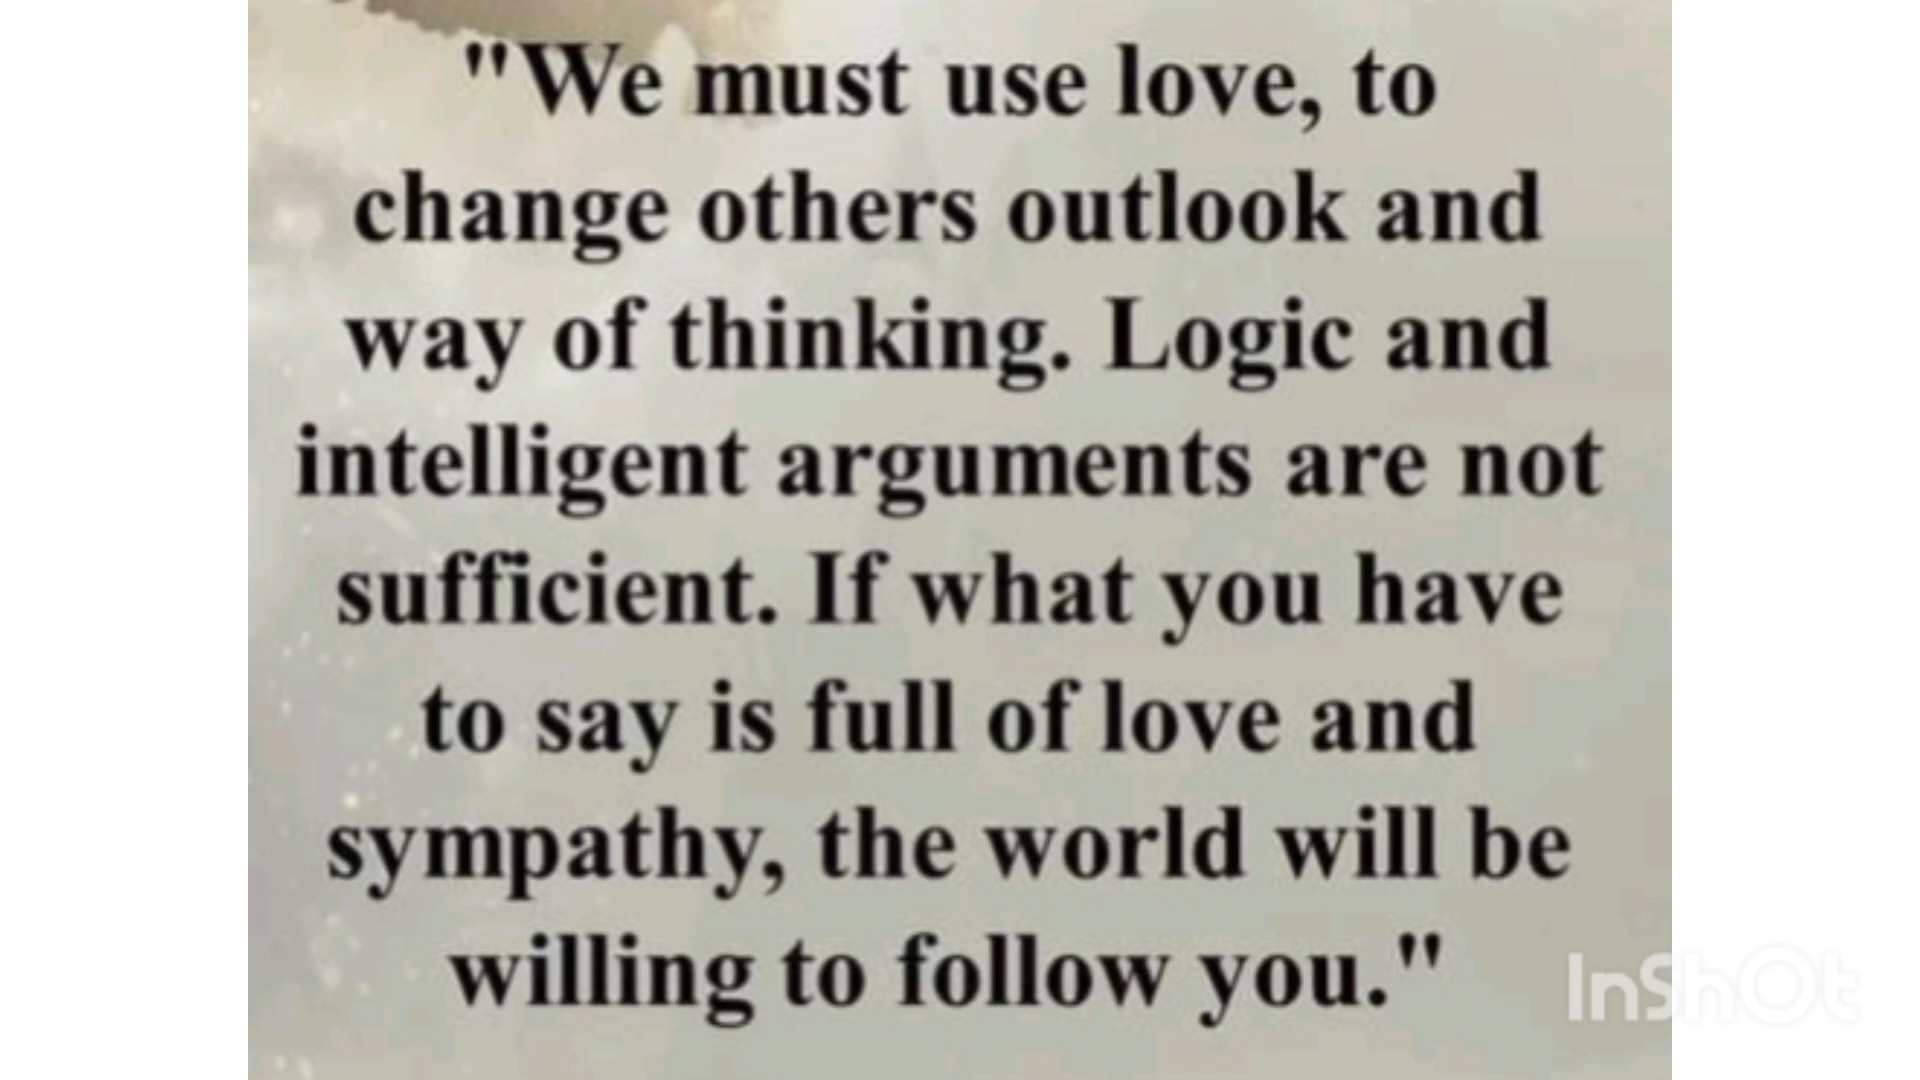 "We must use love, to
change others outlook and
way of thinking. Logic and
intelligent arguments are not
sufficient. If what you have
to say is full of love and
sympathy, the world will be
willing to follow you."
InShOt